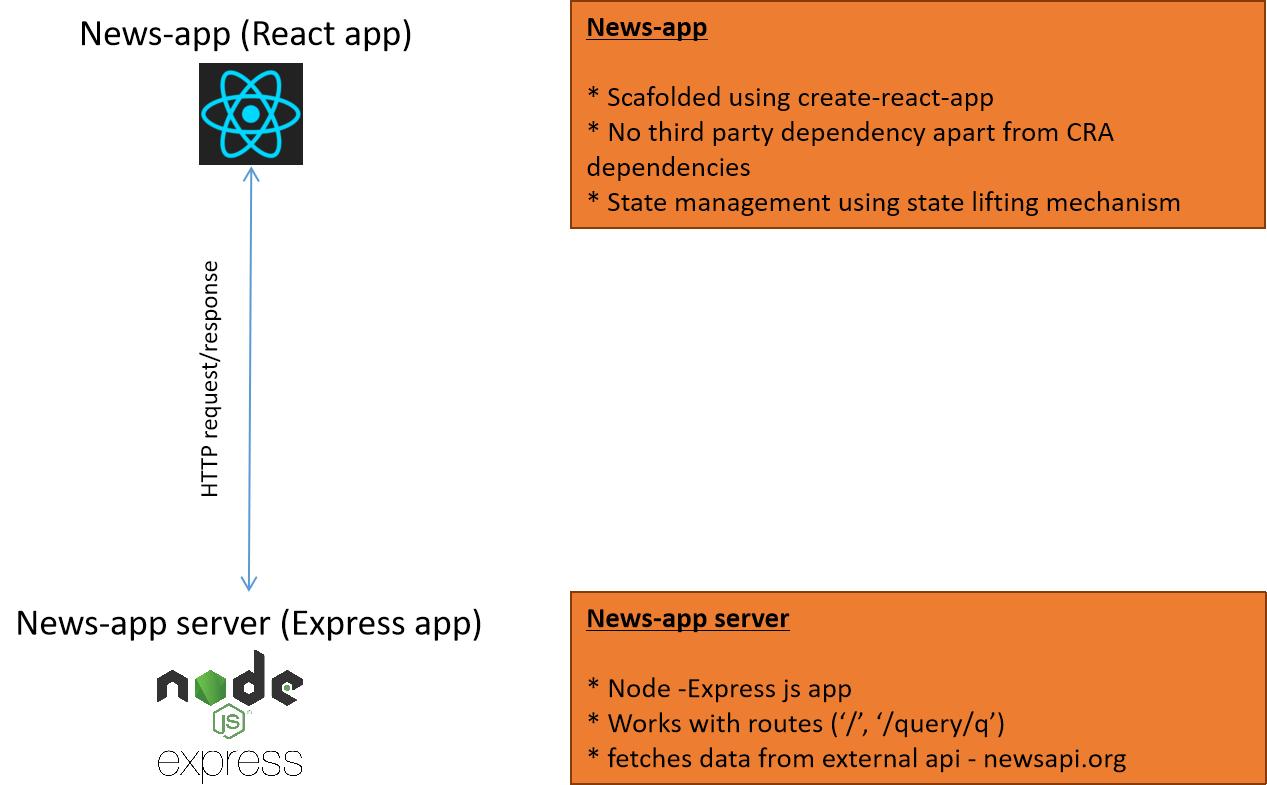 News-app (React app)
News-app
* Scafolded using create-react-app
* No third party dependency apart from CRA
dependencies
* State management using state lifting mechanism
HTTP request/response
News-app server (Express app)
node
JS
express
News-app server
* Node -Express js app
* Works with routes (‘/’, ‘/query/q’)
* fetches data from external api - newsapi.org